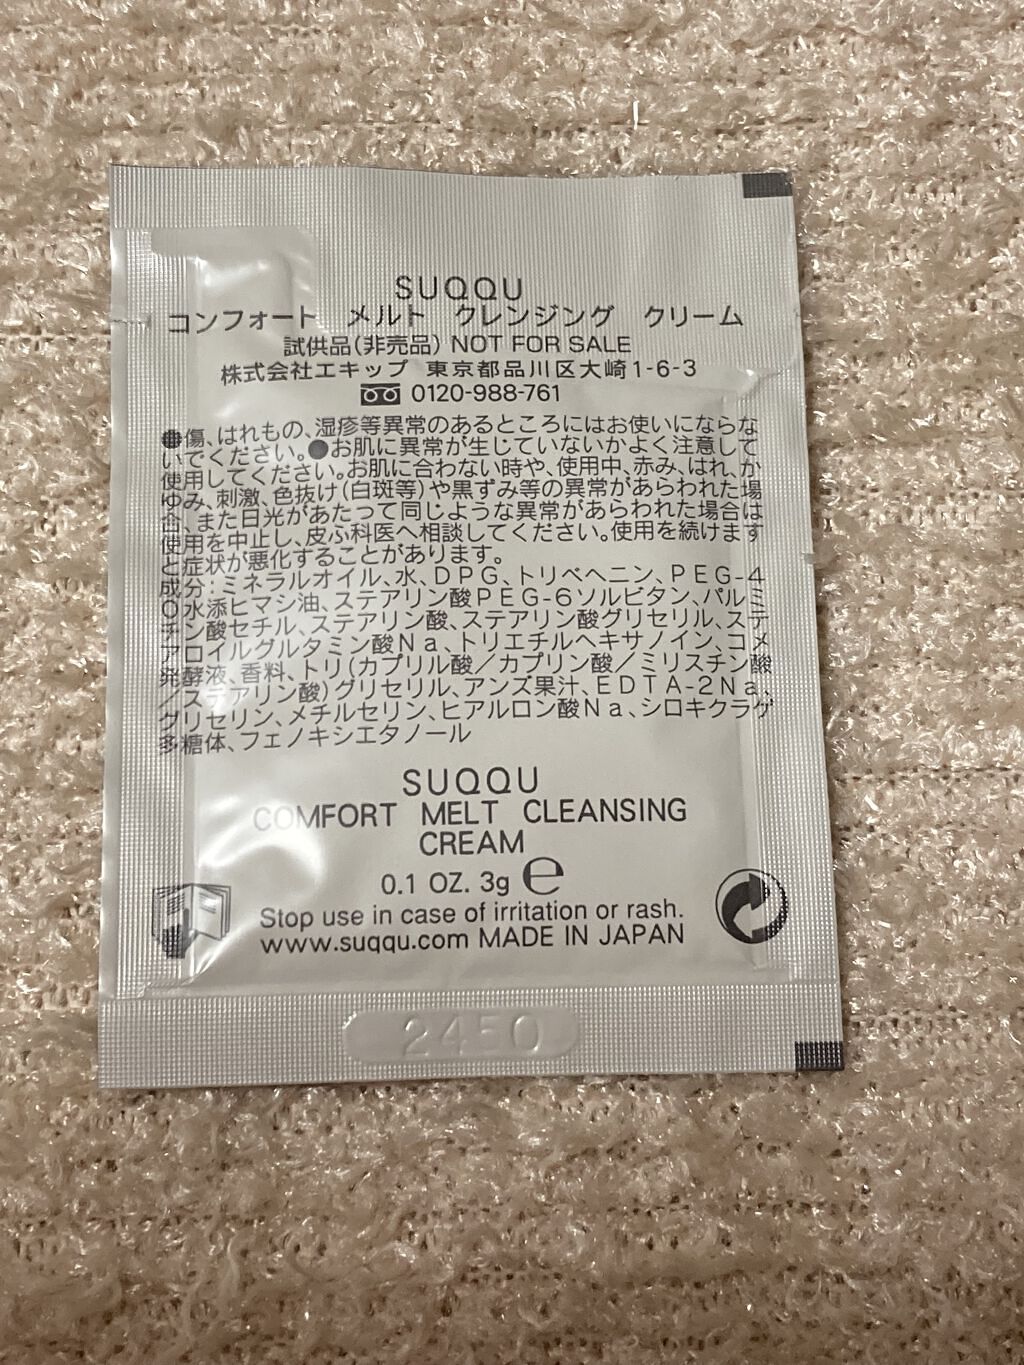 SUQQU
コンフォート メルト クレンジング クリーム
試供品(非売品) NOT FOR SALE
株式会社エキップ 東京都品川区大崎1-6-3
0120-988-761
●傷、はれもの、湿疹等異常のあるところにはお使いにならな
いでください。●お肌に異常が生じていないかよく注意して
使用してください。お肌に合わない時や、使用中、赤み、はれ、か
ゆみ、刺激、色抜け(白斑等)や黒ずみ等の異常があらわれた場
合、また日光があたって同じような異常があらわれた場合は
使用を中止し、皮ふ科医へ相談してください。使用を続けます
と症状が悪化することがあります。
成分:ミネラルオイル、水、DPG、トリベヘニン、PEG-4
0水添ヒマシ油、ステアリン酸PEG-6ソルビタン、パルミ
チン酸セチル、ステアリン酸、ステアリン酸グリセリル、ステ
アロイルグルタミン酸Na、トリエチルヘキサノイン、コメ
発酵液、香料、トリ(カプリル酸/カプリン酸/ミリスチン酸
/ステアリン酸)グリセリル、アンズ果汁、EDTA-2Na、
グリセリン、メチルセリン、ヒアルロン酸Na、シロキクラゲ
多糖体、フェノキシエタノール
SUQQU
COMFORT MELT CLEANSING
CREAM
0.1 OZ. 3g ℮
Stop use in case of irritation or rash.
www.suqqu.com MADE IN JAPAN
2450